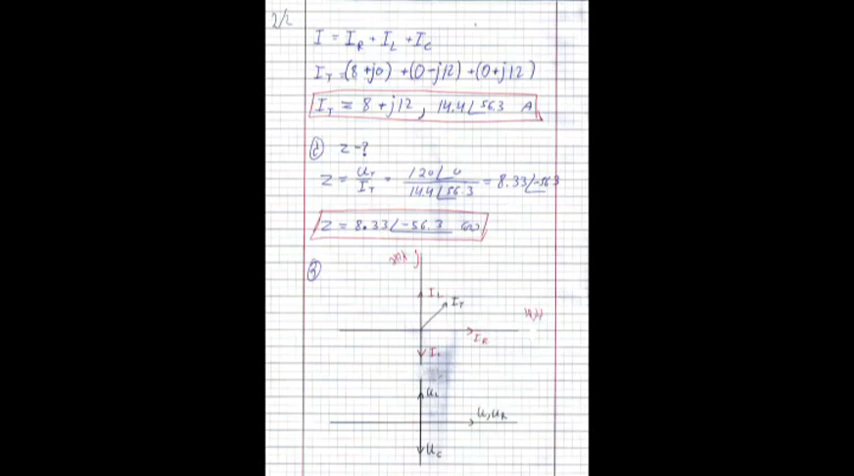 2/2
I = I_R + I_L + I_C
I_T = (8+j0) + (0-j12) + (0+j12)
I_T = 8 + j12, 14.4∠56.3 A
z - ?
z = U_T/I_T = 120∠0/14.4∠56.3 = 8.33∠-56.3
z = 8.33∠-56.3
j
I_T
I_R
U_L
U, U_R
U_C